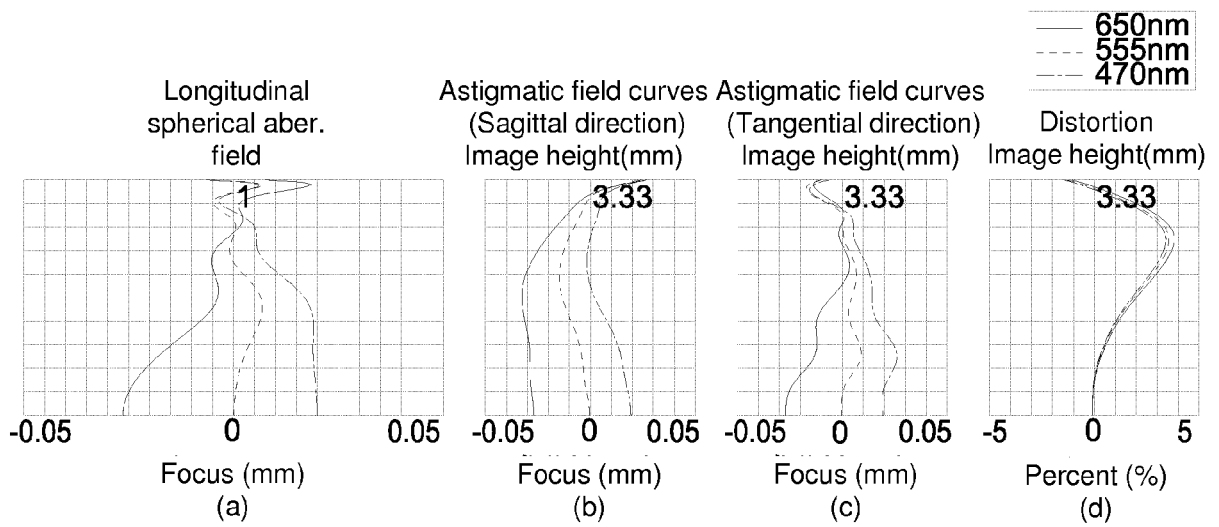 650nm
555nm
470nm
Longitudinal
spherical aber.
field
1
-0.05 0 0.05
Focus (mm)
(a)
Astigmatic field curves
(Sagittal direction)
Image height(mm)
3.33
-0.05 0 0.05
Focus (mm)
(b)
Astigmatic field curves
(Tangential direction)
Image height(mm)
3.33
-0.05 0 0.05
Focus (mm)
(c)
Distortion
Image height(mm)
3.33
-5 0 5
Percent (%)
(d)